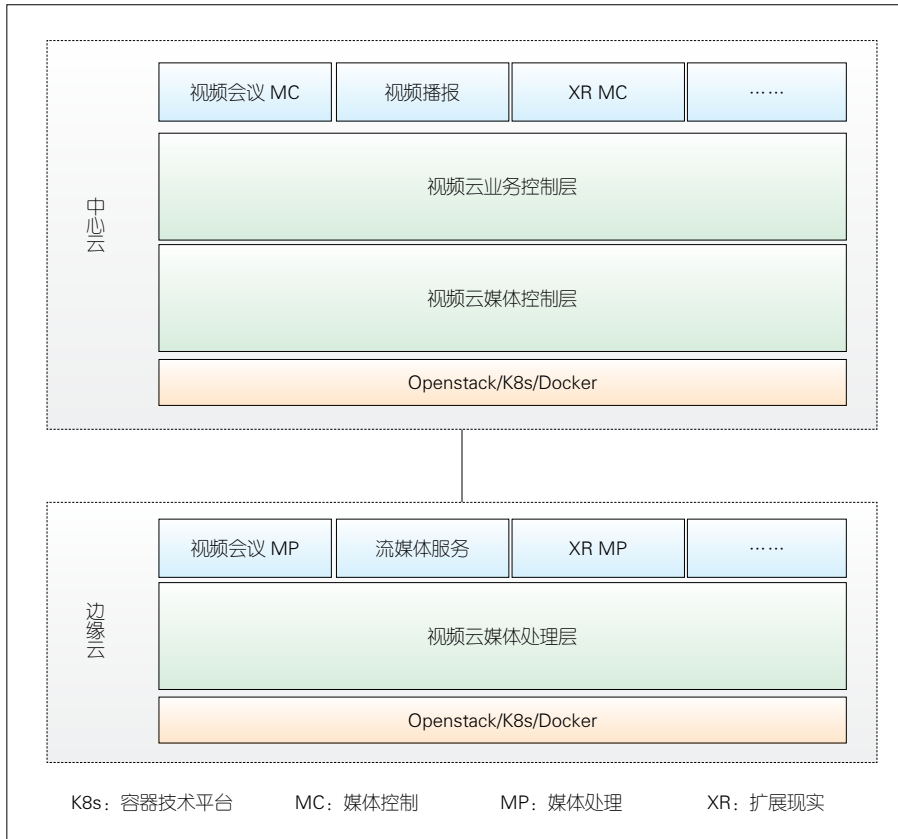 视频会议 MC
视频播报
XR MC
……
视频云业务控制层
中心云
视频云媒体控制层
Openstack/K8s/Docker
视频会议 MP
流媒体服务
XR MP
……
边缘云
视频云媒体处理层
Openstack/K8s/Docker
K8s：容器技术平台 MC：媒体控制 MP：媒体处理 XR：扩展现实